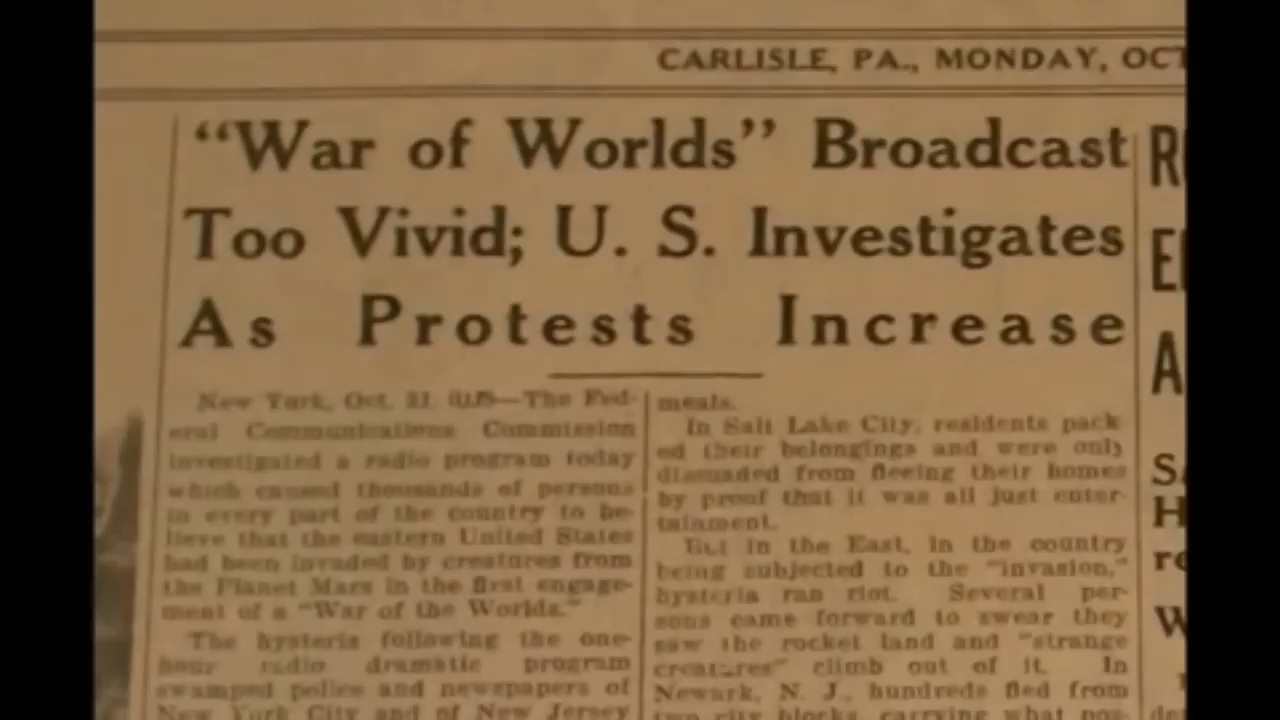 CARLISLE, PA., MONDAY, OCT
"War of Worlds" Broadcast
Too Vivid; U. S. Investigates
As Protests Increase
New York, Oct. 31. (U.P.)—The Fed-
eral Communications Commission
investigated a radio program today
which caused thousands of persons
in every part of the country to be-
lieve that the eastern United States
had been invaded by creatures from
the Planet Mars in the first engage-
ment of a "War of the Worlds."
The hysteria following the one-
hour radio dramatic program
swamped police and newspapers of
New York City and of New Jersey
meals.
In Salt Lake City, residents pack-
ed their belongings and were only
dissuaded from fleeing their homes
by proof that it was all just enter-
tainment.
But in the East, in the country
being subjected to the "invasion,"
hysteria ran riot. Several per-
sons came forward to swear they
saw the rocket land and "strange
creatures" climb out of it. In
Newark, N. J., hundreds fled from
two city blocks, carrying what pos-
R
E
A
S
H
re
W